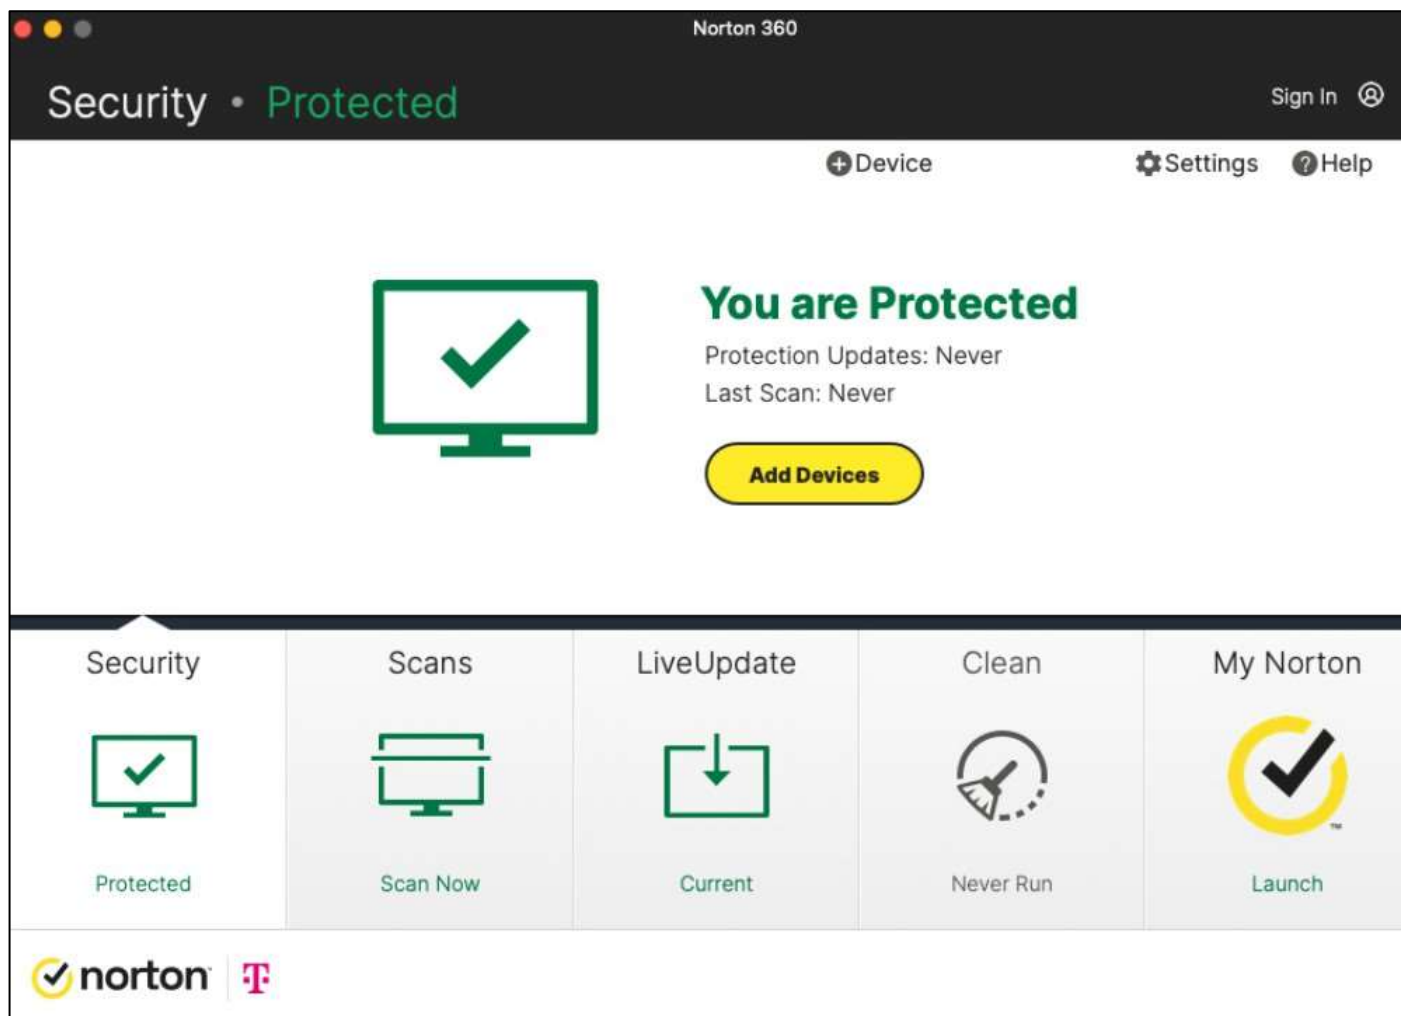 Norton 360
Security • Protected
Sign In
Device
Settings
Help
You are Protected
Protection Updates: Never
Last Scan: Never
Add Devices
Security
Scans
LiveUpdate
Clean
My Norton
TM
Protected
Scan Now
Current
Never Run
Launch
norton
T